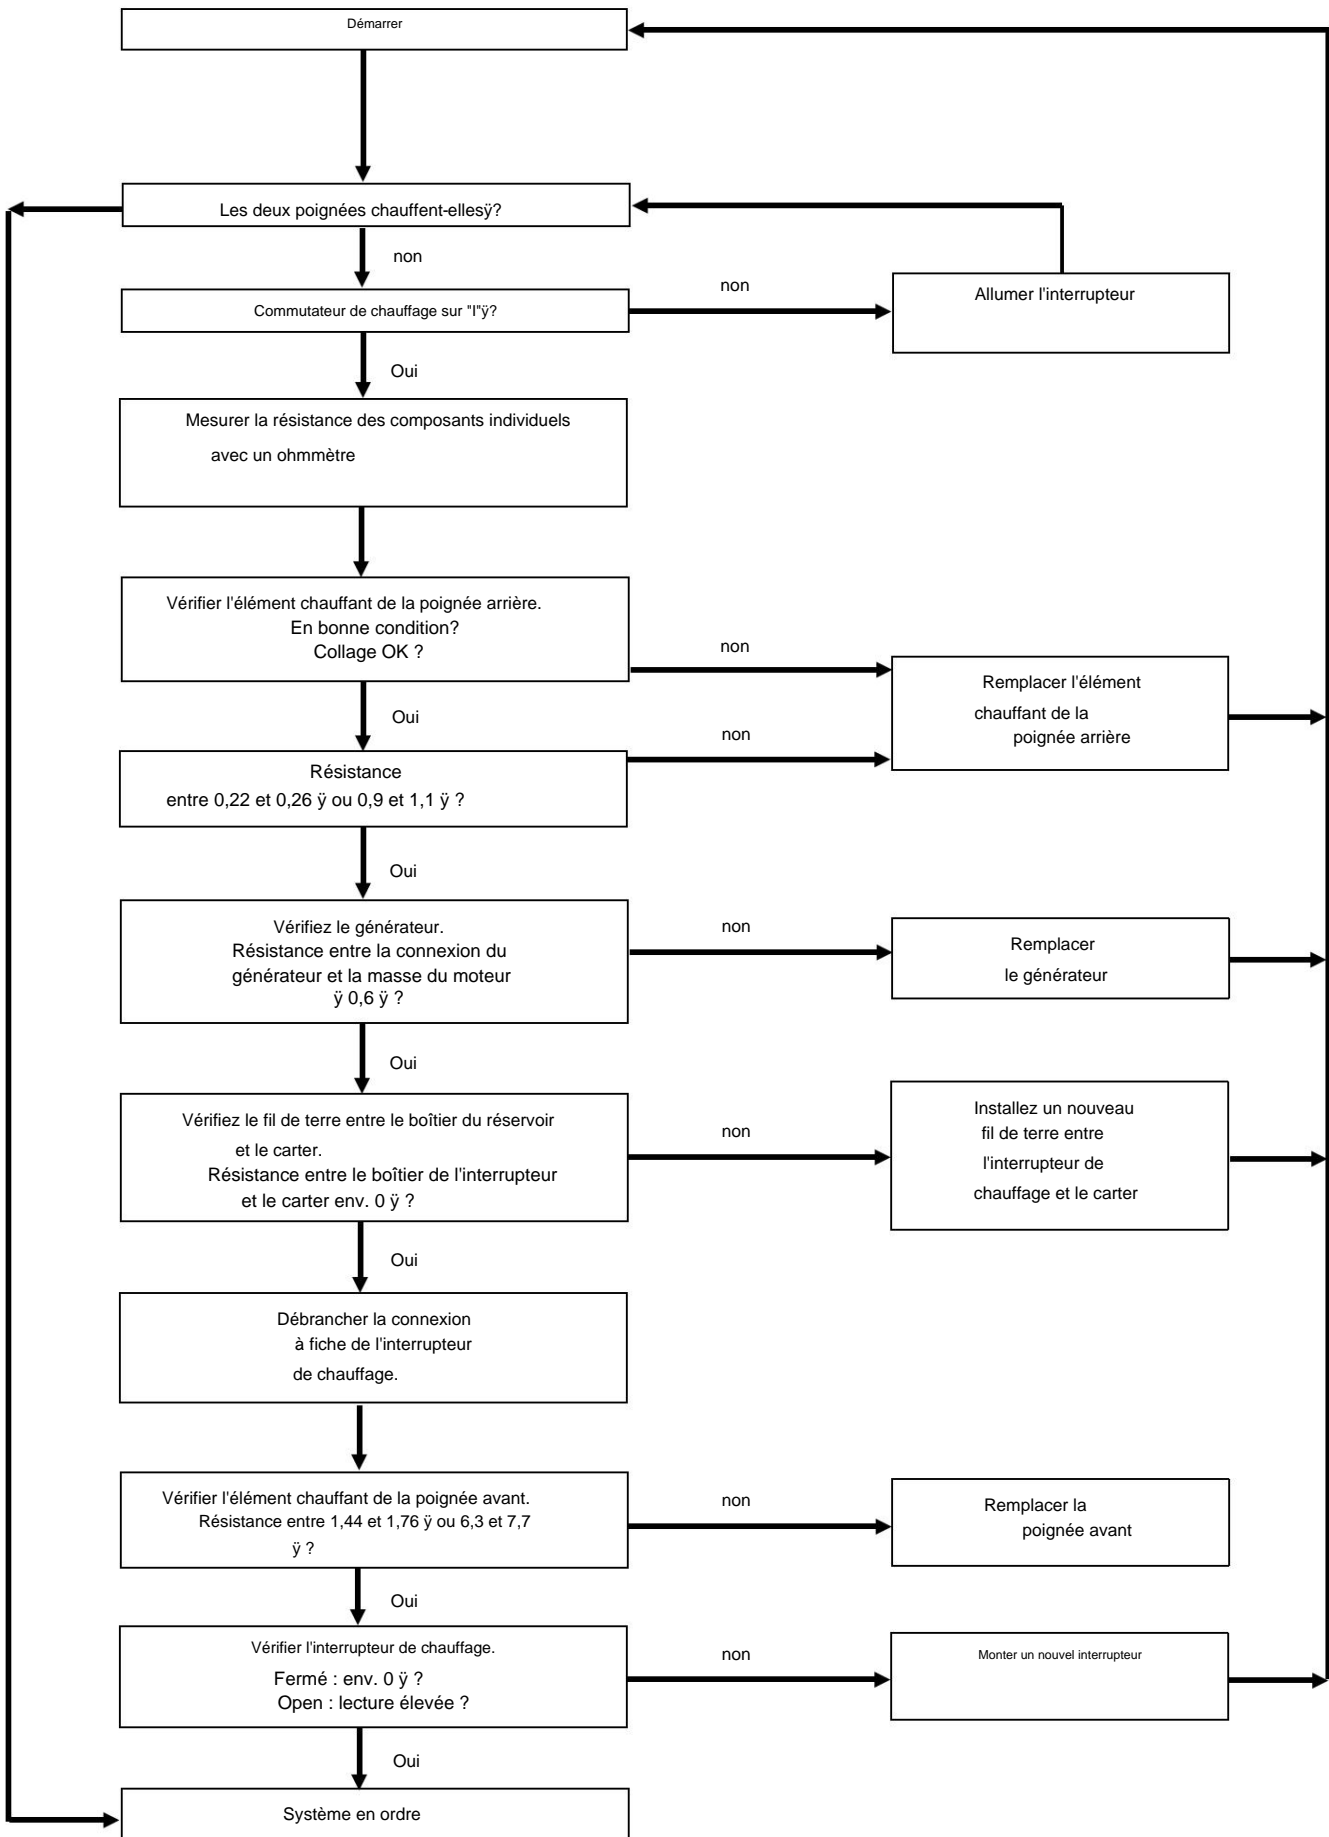 Démarrer
Les deux poignées chauffent-ellesÿ?
non
Commutateur de chauffage sur "I"ÿ?
non
Allumer l'interrupteur
Oui
Mesurer la résistance des composants individuels
avec un ohmmètre
Vérifier l'élément chauffant de la poignée arrière.
En bonne condition?
Collage OK ?
non
Remplacer l'élément
chauffant de la
poignée arrière
Oui
non
Résistance
entre 0,22 et 0,26 ÿ ou 0,9 et 1,1 ÿ ?
Oui
Vérifiez le générateur.
Résistance entre la connexion du
générateur et la masse du moteur
ÿ 0,6 ÿ ?
non
Remplacer
le générateur
Oui
Vérifiez le fil de terre entre le boîtier du réservoir
et le carter.
Résistance entre le boîtier de l'interrupteur
et le carter env. 0 ÿ ?
non
Installez un nouveau
fil de terre entre
l'interrupteur de
chauffage et le carter
Oui
Débrancher la connexion
à fiche de l'interrupteur
de chauffage.
Vérifier l'élément chauffant de la poignée avant.
Résistance entre 1,44 et 1,76 ÿ ou 6,3 et 7,7
ÿ ?
non
Remplacer la
poignée avant
Oui
Vérifier l'interrupteur de chauffage.
Fermé : env. 0 ÿ ?
Open : lecture élevée ?
non
Monter un nouvel interrupteur
Oui
Système en ordre